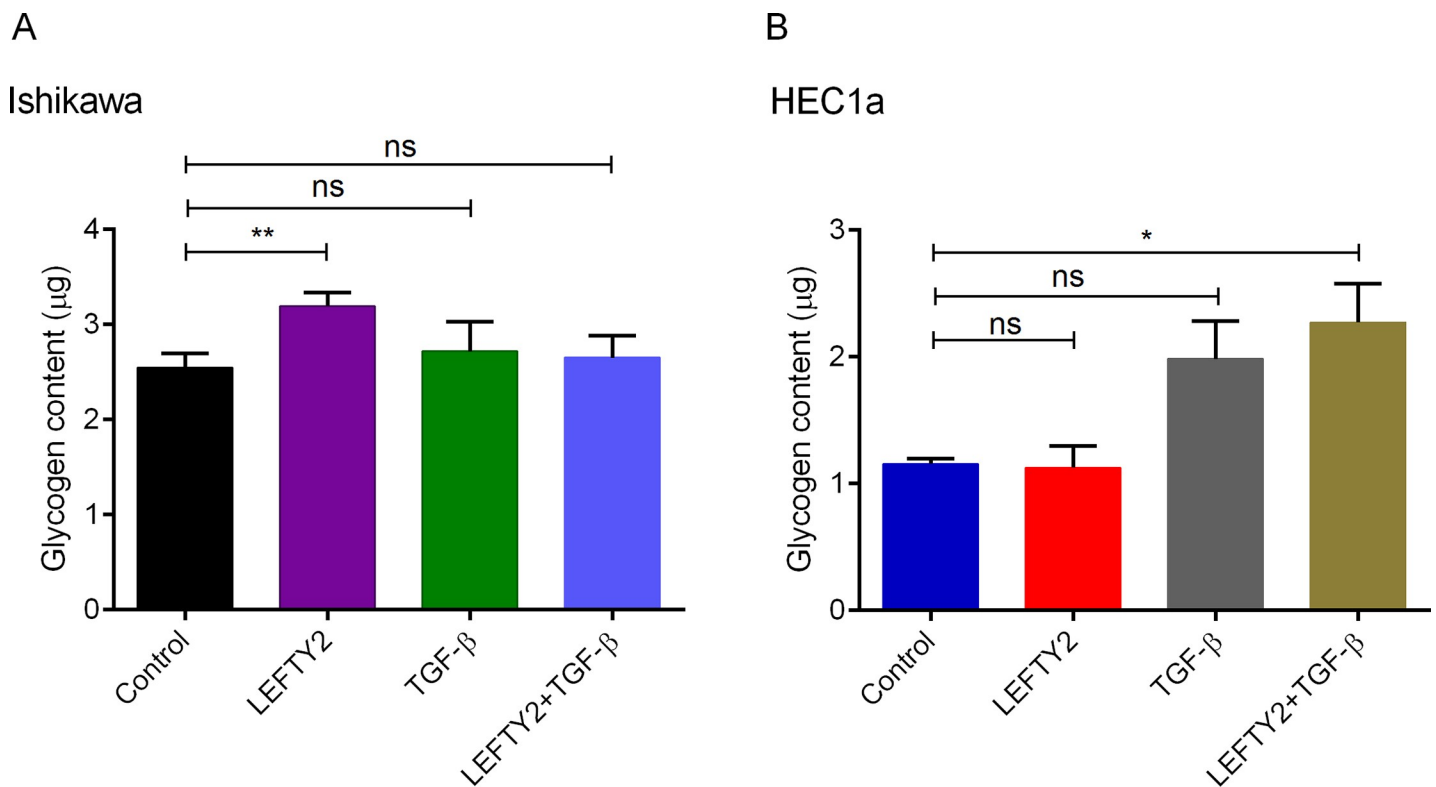 A
Ishikawa
ns
ns
**
Glycogen content (μg)
4
3
2
1
0
Control
LEFTY2
TGF-β
LEFTY2+TGF-β
B
HEC1a
*
ns
ns
Glycogen content (μg)
3
2
1
0
Control
LEFTY2
TGF-β
LEFTY2+TGF-β